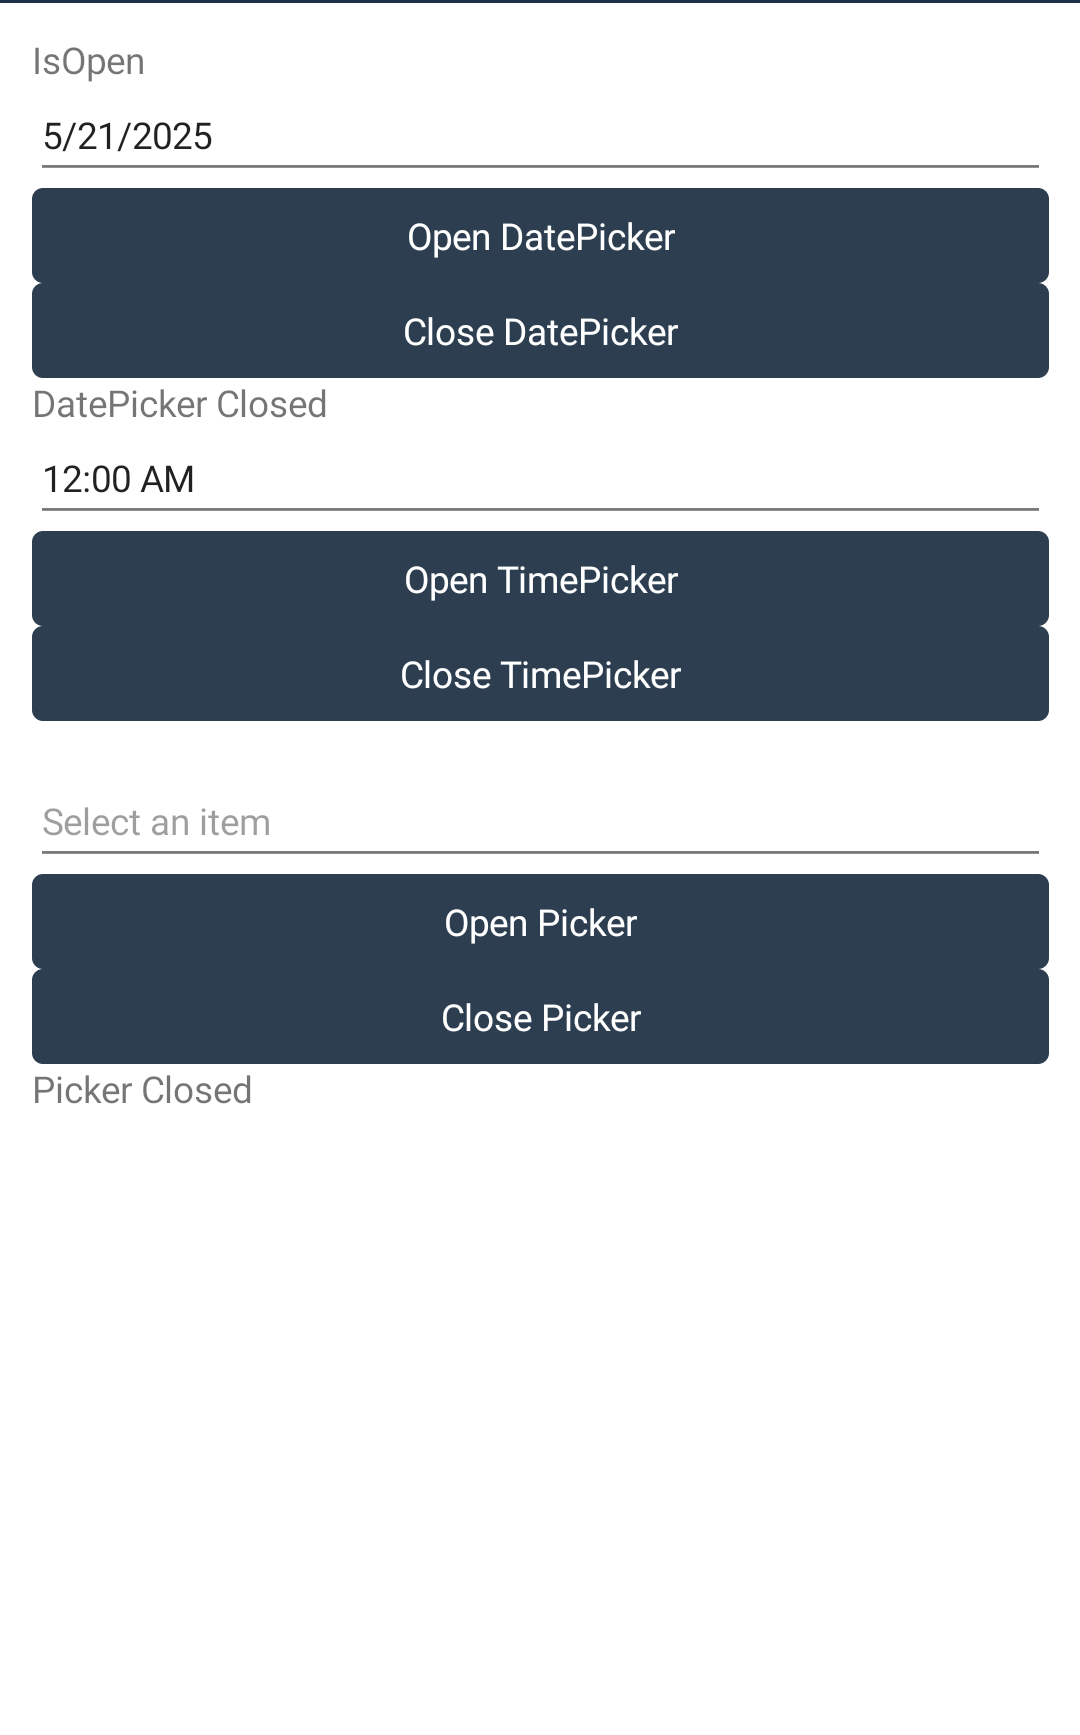 IsOpen
5/21/2025
Open DatePicker
Close DatePicker
DatePicker Closed
12:00 AM
Open TimePicker
Close TimePicker
Select an item
Open Picker
Close Picker
Picker Closed